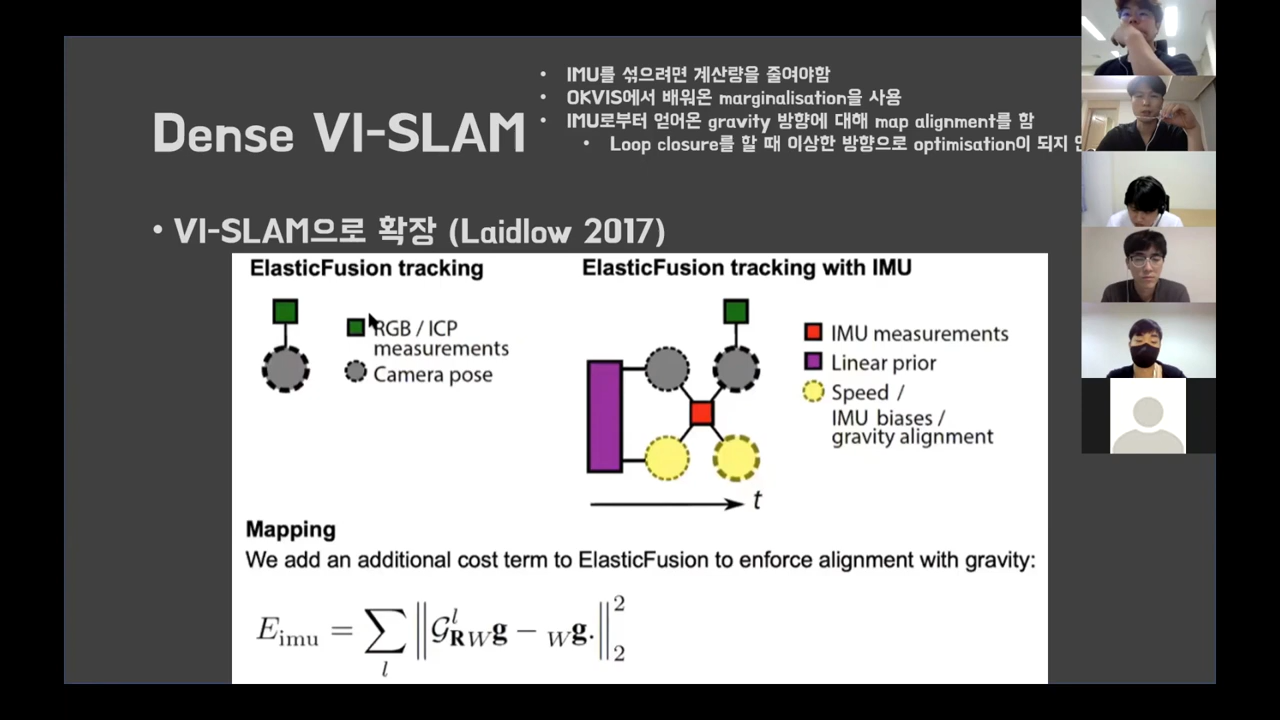 Dense VI-SLAM
• IMU를 섞으려면 계산량을 줄여야함
• OKVIS에서 배워온 marginalisation을 사용
• IMU로부터 얻어온 gravity 방향에 대해 map alignment를 함
• Loop closure를 할 때 이상한 방향으로 optimisation이 되지
• VI-SLAM으로 확장 (Laidlow 2017)
ElasticFusion tracking
RGB / ICP
measurements
Camera pose
ElasticFusion tracking with IMU
IMU measurements
Linear prior
Speed /
IMU biases /
gravity alignment
t
Mapping
We add an additional cost term to ElasticFusion to enforce alignment with gravity:
E_imu = ∑_l ‖𝒢^l_R _W g − _W g.‖²₂